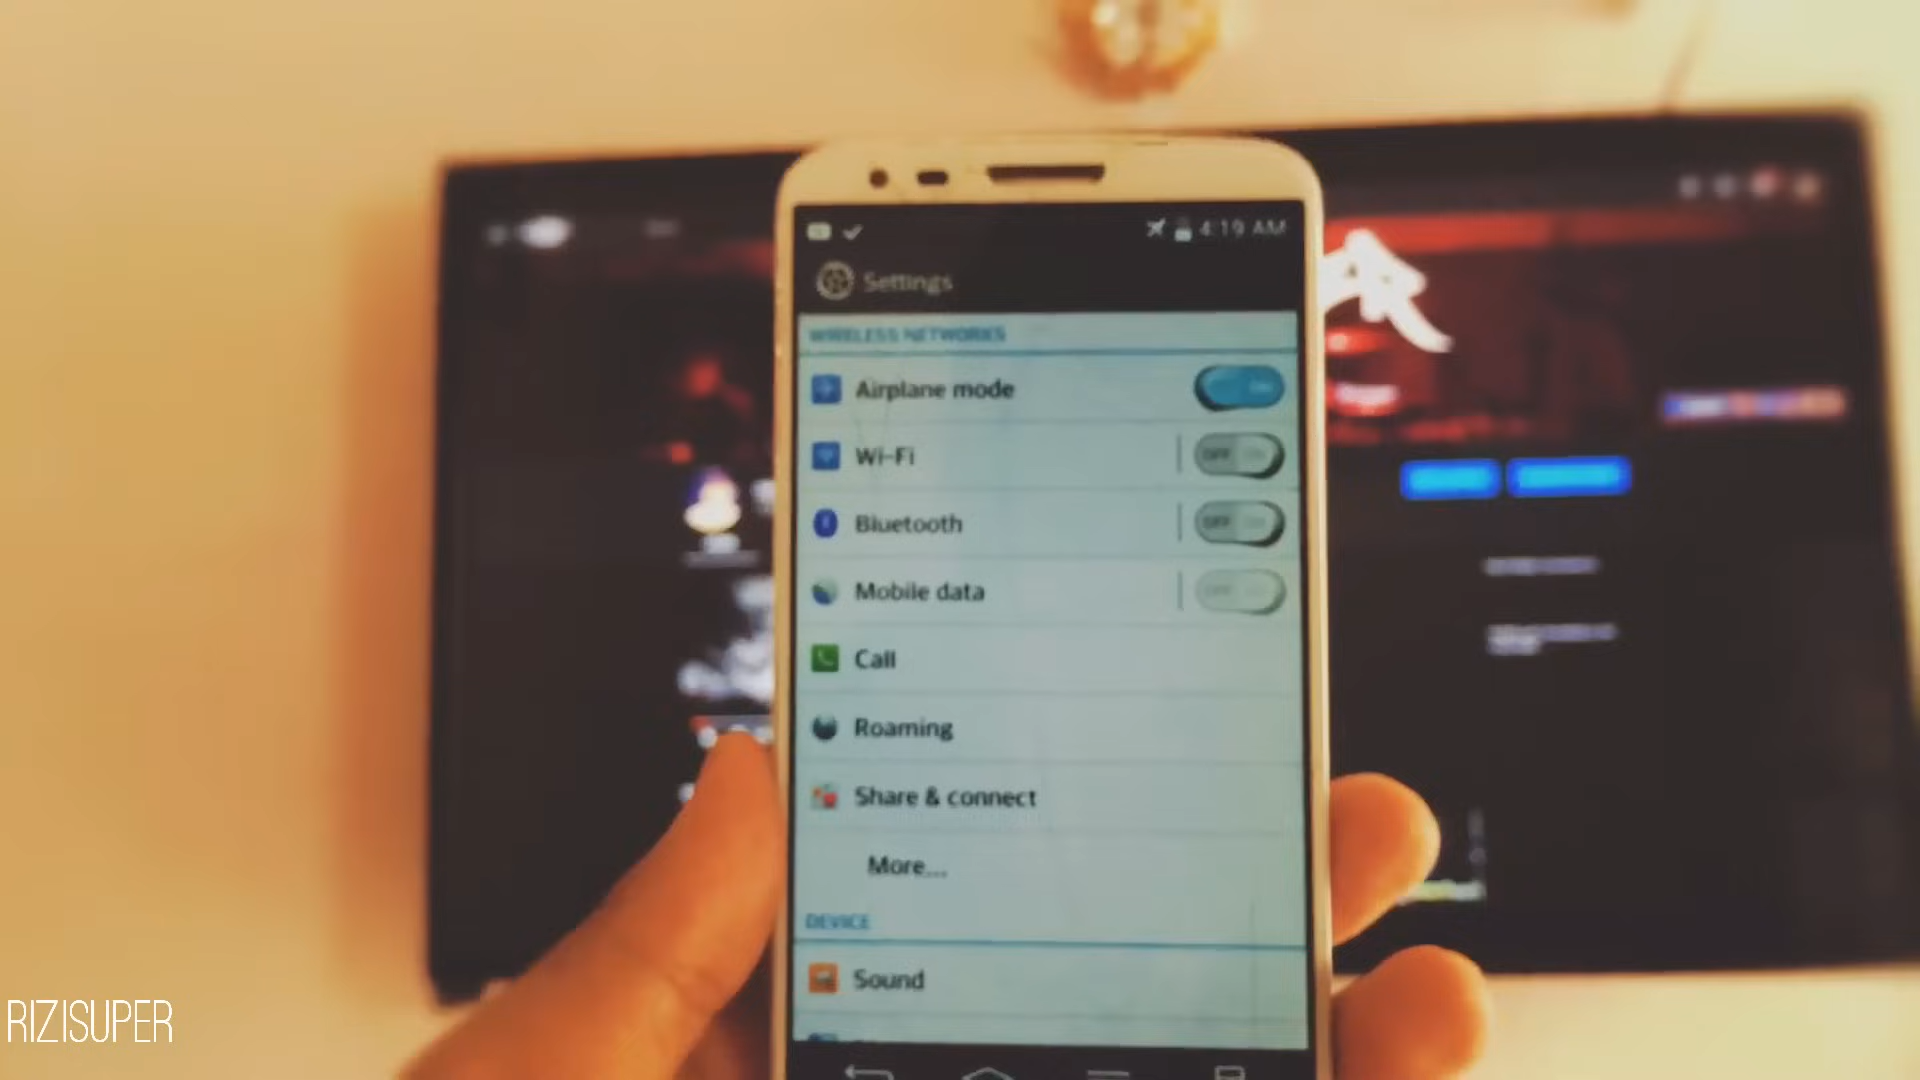 4:19 AM
Settings
WIRELESS NETWORKS
Airplane mode
ON
Wi-Fi
OFF
Bluetooth
OFF
Mobile data
OFF
Call
Roaming
Share & connect
More...
DEVICE
Sound
RIZISUPER